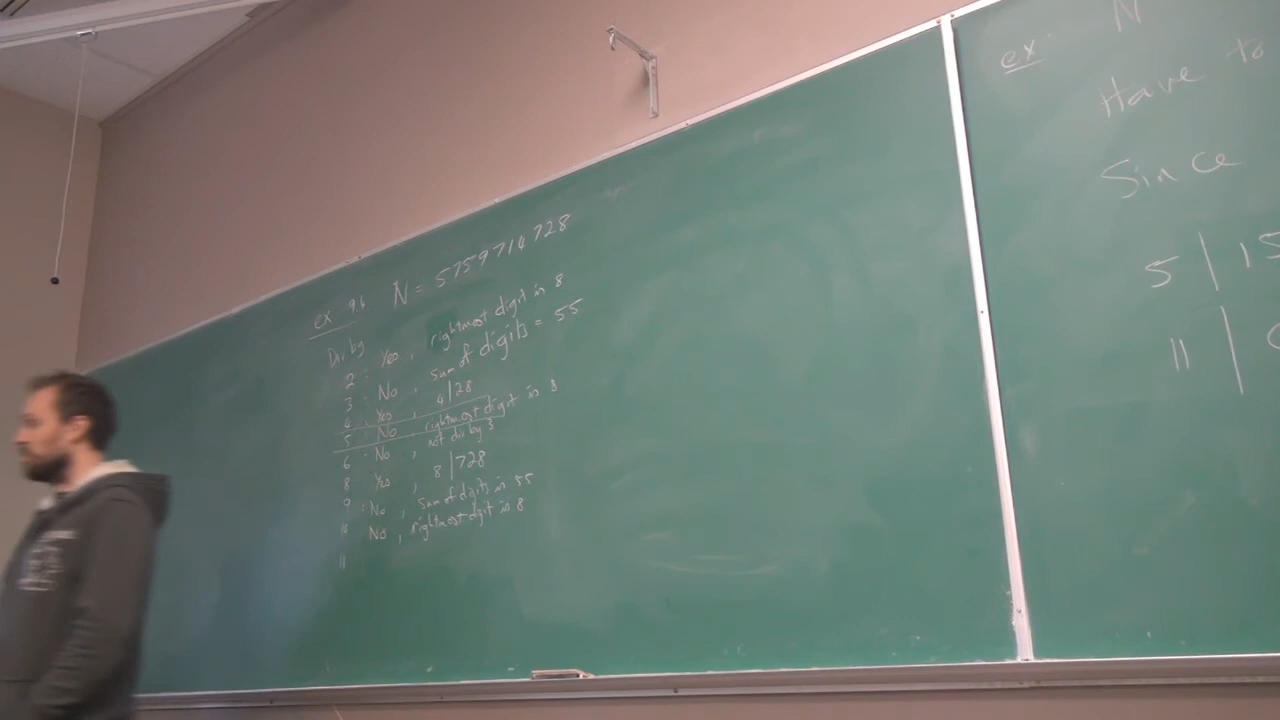 ex 9.6 N = 5759714728
Div by
2 : Yes , rightmost digit is 8
3 : No , sum of digits = 55
4 : Yes , 4|28
5 : No , rightmost digit is 8
6 : No , not div by 3
8 : Yes , 8|728
9 : No , sum of digits is 55
10 No , rightmost digit is 8
11
ex N
Have to
Since
5 | 15
11 |